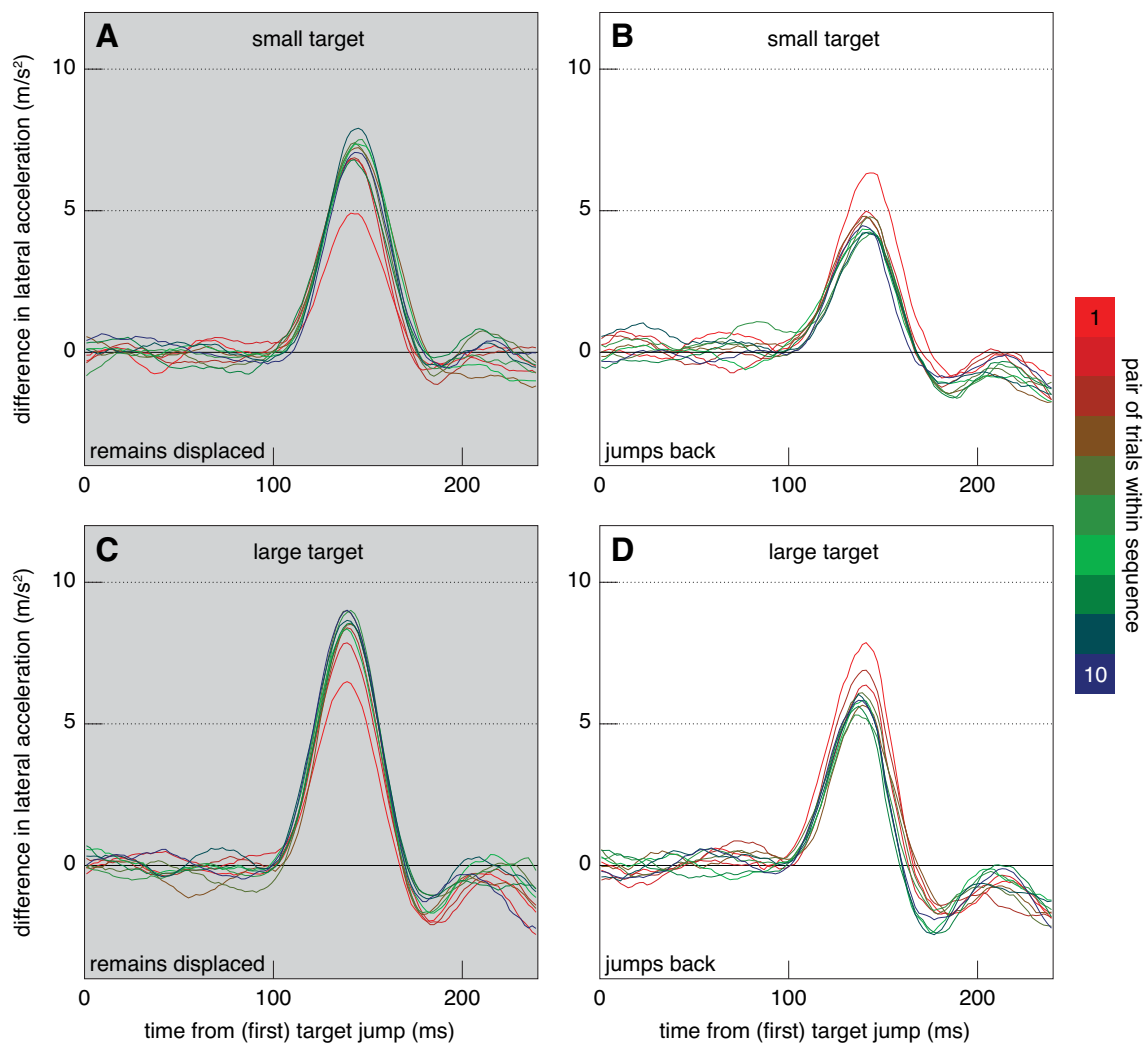 A
small target
10
5
0
remains displaced
0
100
200
difference in lateral acceleration (m/s²)
B
small target
10
5
0
jumps back
0
100
200
C
large target
10
5
0
remains displaced
0
100
200
difference in lateral acceleration (m/s²)
time from (first) target jump (ms)
D
large target
10
5
0
jumps back
0
100
200
time from (first) target jump (ms)
1
10
pair of trials within sequence